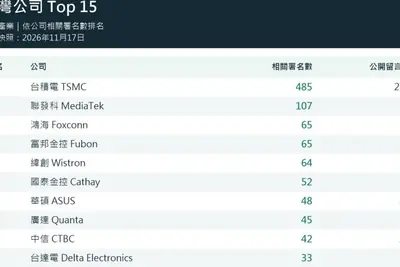 灣公司 Top 15
產業｜依公司相關署名數排名
快照：2026年11月17日
名 公司 相關署名數 公開留言
台積電 TSMC 485 2
聯發科 MediaTek 107
鴻海 Foxconn 65
富邦金控 Fubon 65
緯創 Wistron 64
國泰金控 Cathay 52
華碩 ASUS 48
廣達 Quanta 45
中信 CTBC 42
台達電 Delta Electronics 33